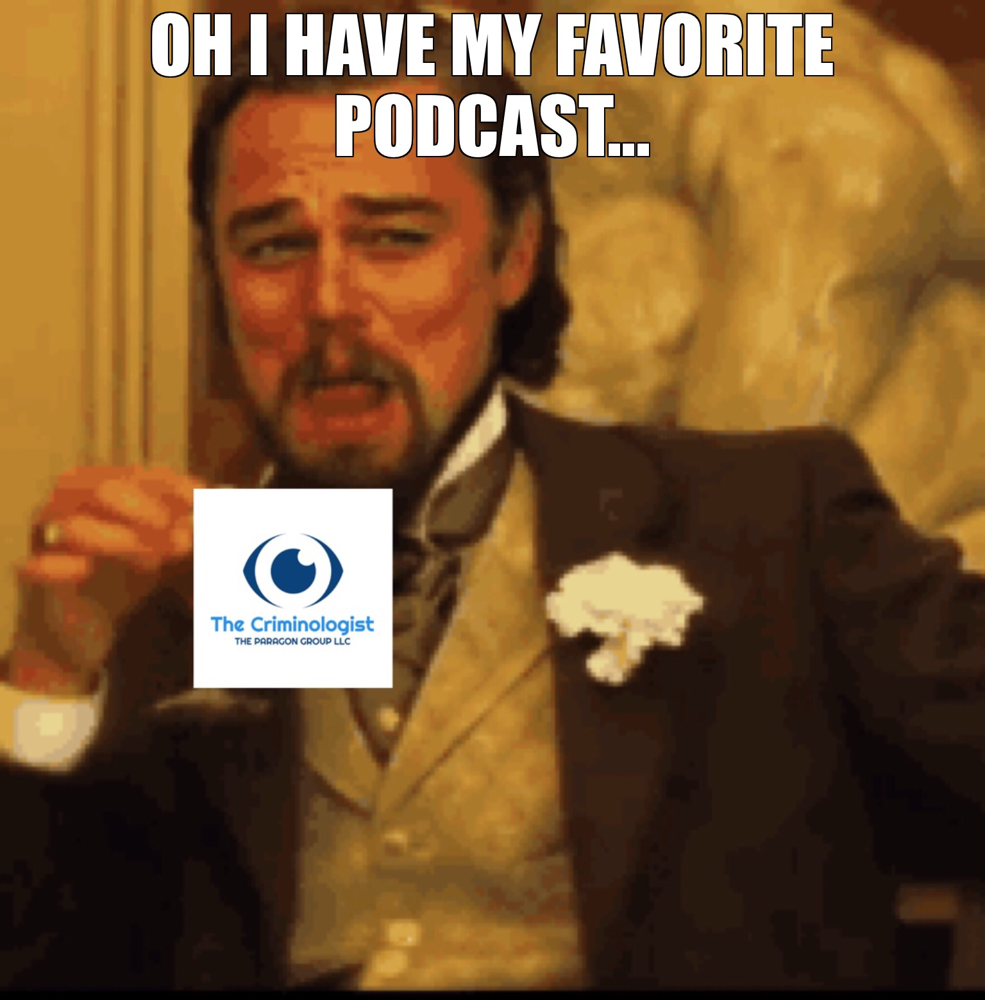 OH I HAVE MY FAVORITE
PODCAST...
The Criminologist
THE PARAGON GROUP LLC